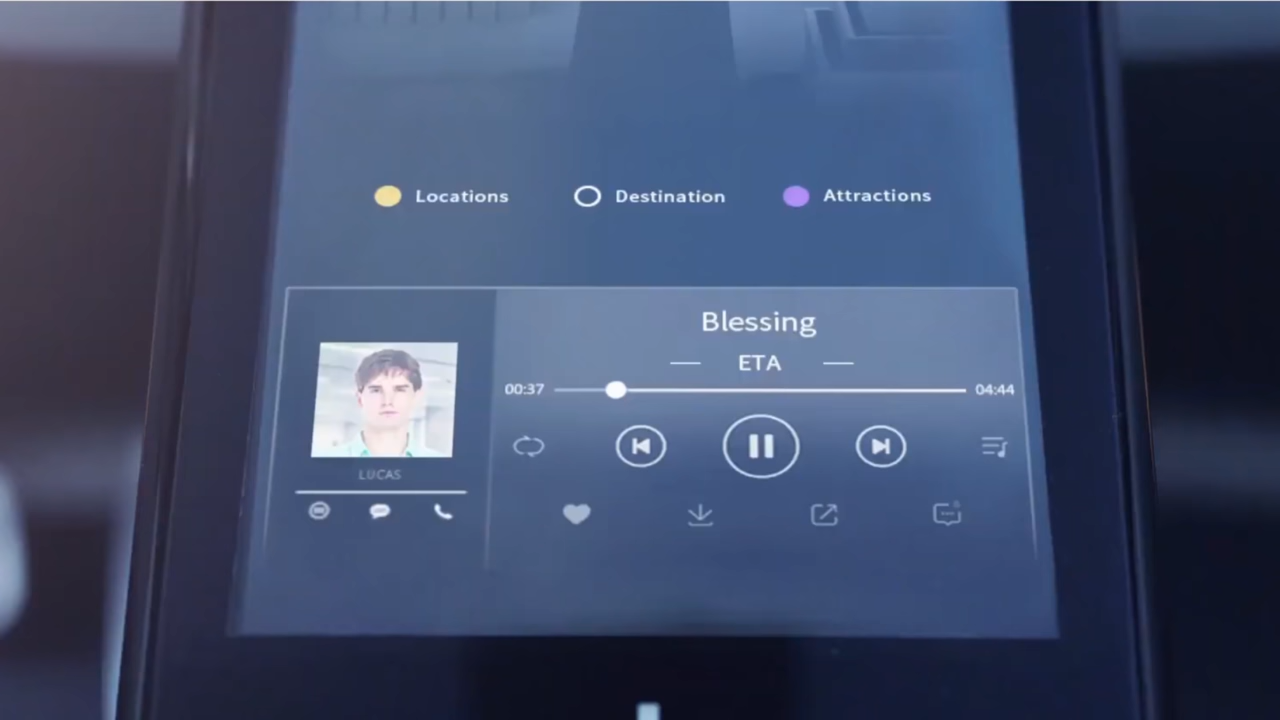 Locations Destination Attractions
Blessing
ETA
00:37 04:44
LUCAS